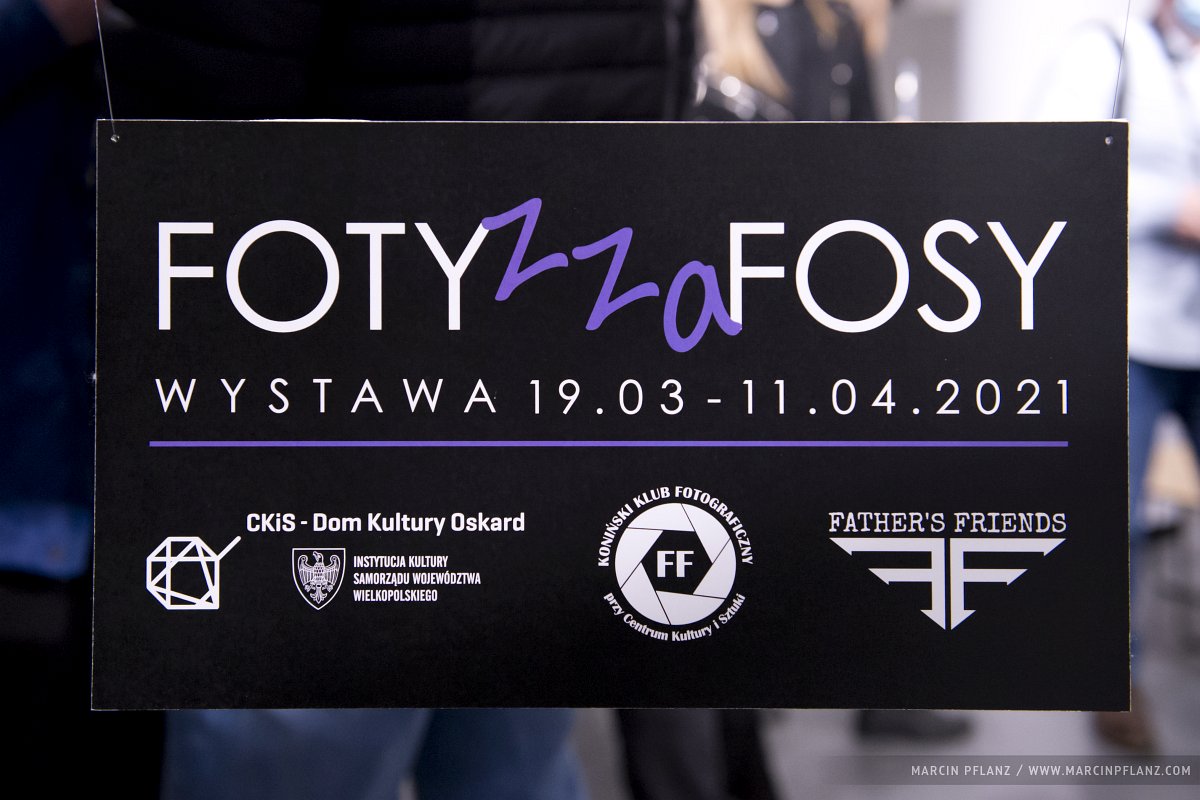 FOTYZZaFOSY
WYSTAWA 19.03 - 11.04.2021
CKiS - Dom Kultury Oskard
INSTYTUCJA KULTURY
SAMORZĄDU WOJEWÓDZTWA
WIELKOPOLSKIEGO
KONIŃSKI KLUB FOTOGRAFICZNY
FF
przy Centrum Kultury i Sztuki
FATHER'S FRIENDS
MARCIN PFLANZ / WWW.MARCINPFLANZ.COM